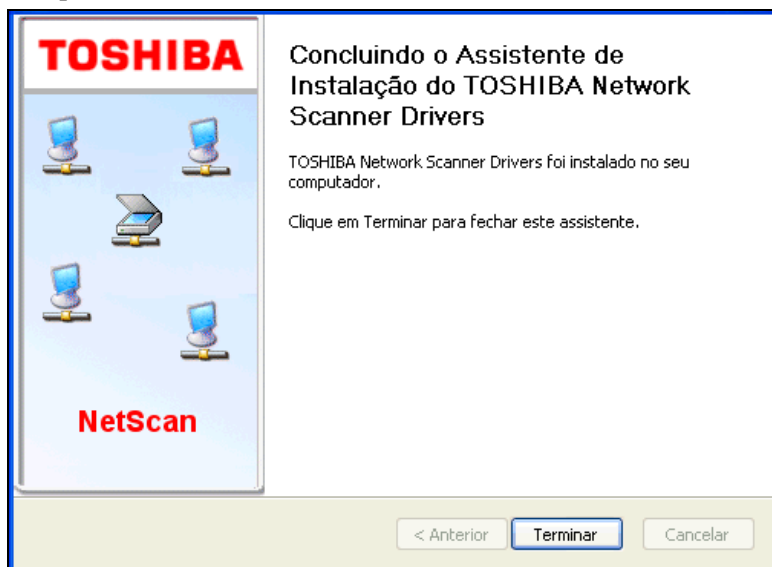 TOSHIBA
NetScan
Concluindo o Assistente de
Instalação do TOSHIBA Network
Scanner Drivers
TOSHIBA Network Scanner Drivers foi instalado no seu
computador.
Clique em Terminar para fechar este assistente.
< Anterior
Terminar
Cancelar